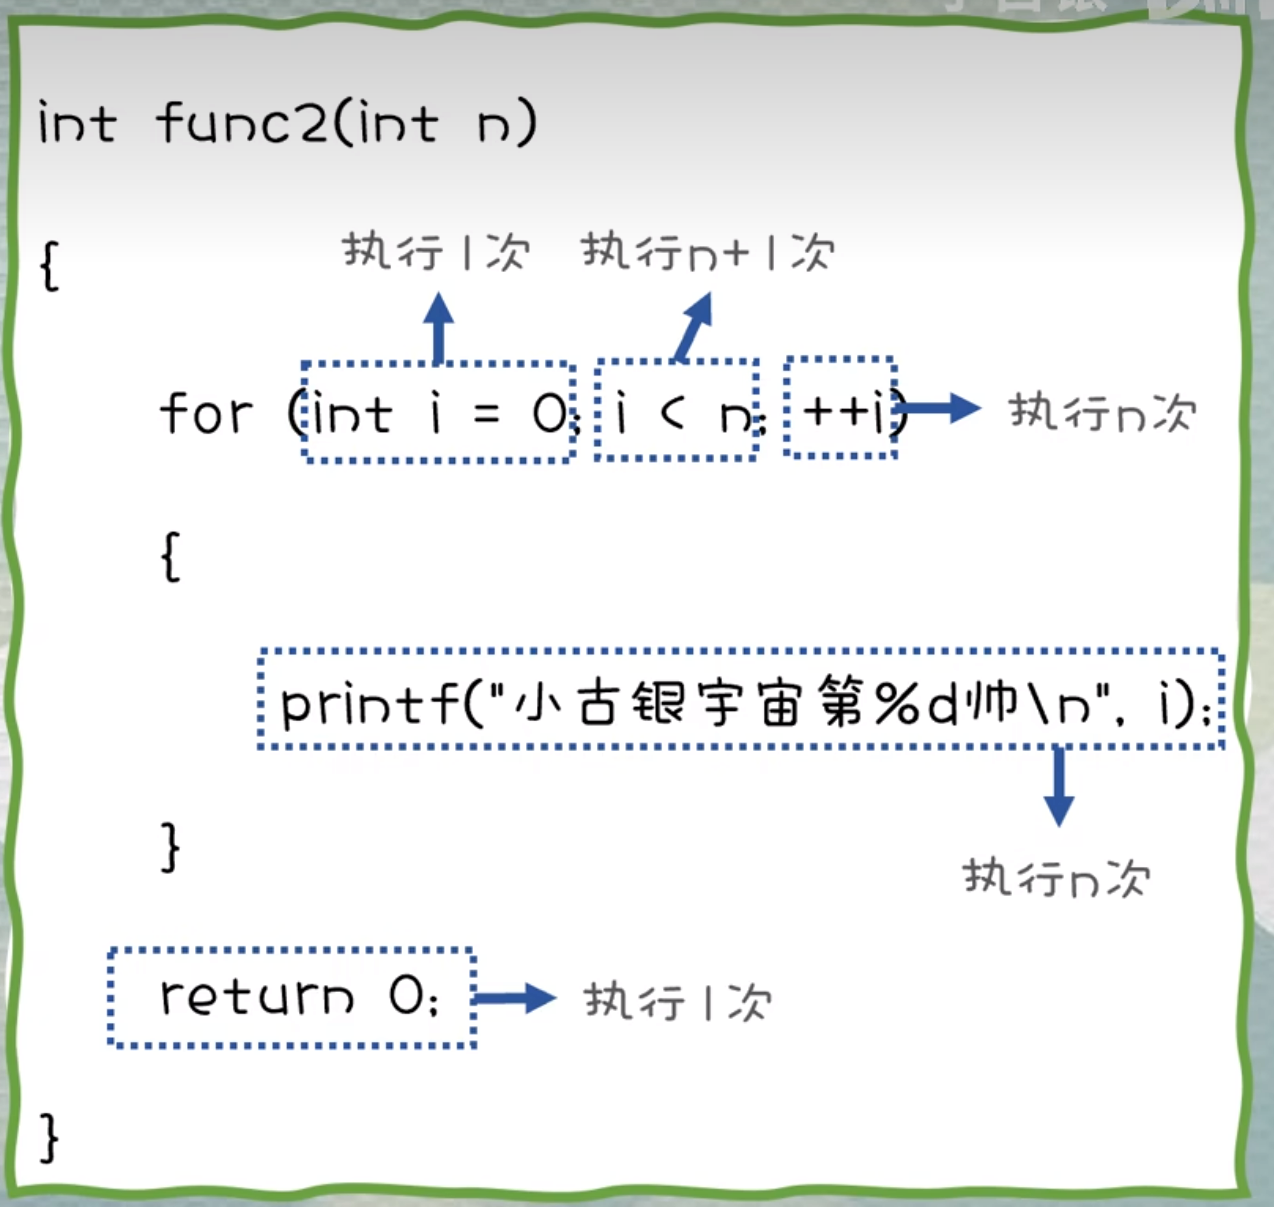 int func2(int n)
{
执行1次 执行n+1次
for (int i = 0; i < n; ++i) 执行n次
{
printf("小古银宇宙第%d帅\n", i);
}
执行n次
return 0; 执行1次
}